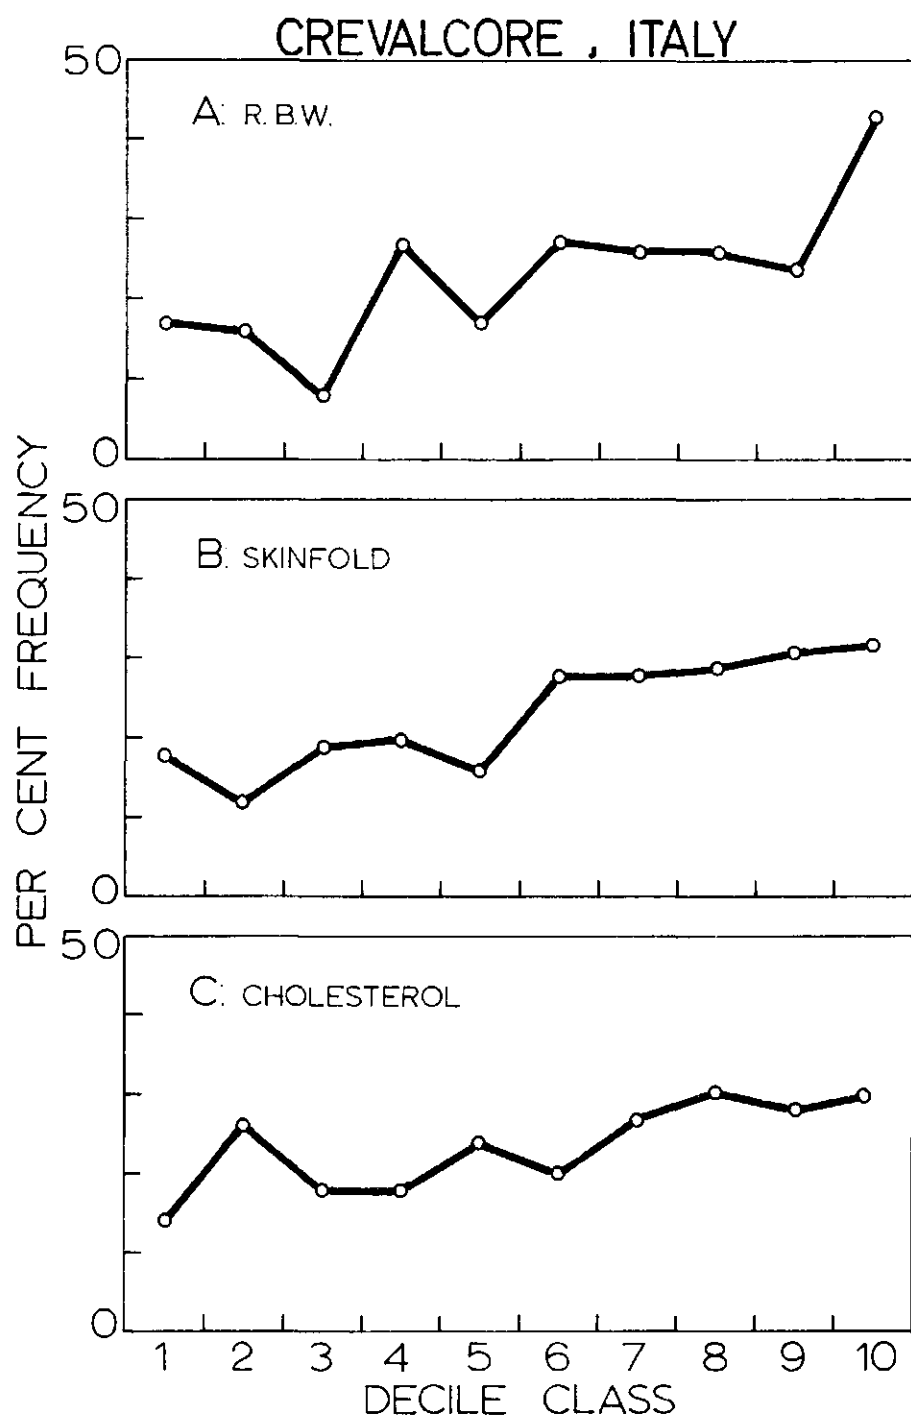 CREVALCORE , ITALY
50
A: R.B.W.
0
50
B: SKINFOLD
0
50
C: CHOLESTEROL
0
PER CENT FREQUENCY
1 2 3 4 5 6 7 8 9 10
DECILE CLASS